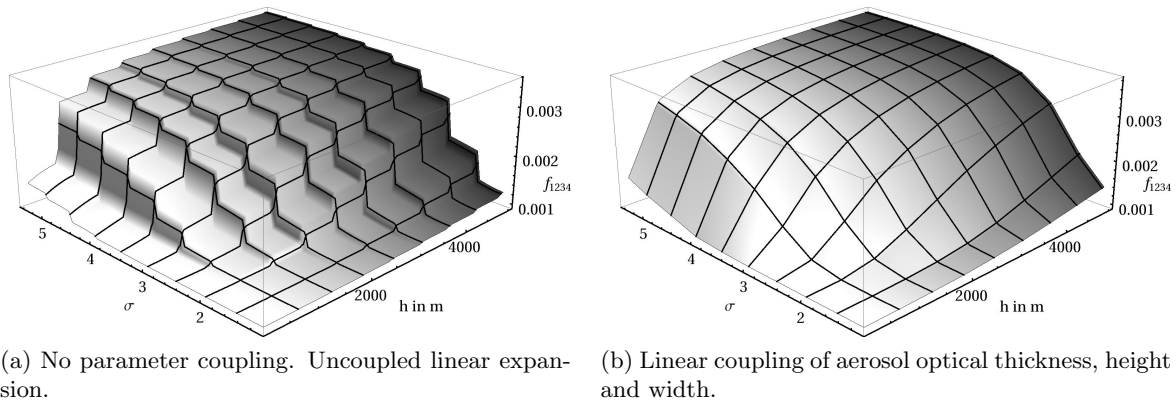 0.003
0.002
f1234
0.001
5
4
3
2
σ
4000
2000
h in m
0.003
0.002
f1234
0.001
5
4
3
2
σ
4000
2000
h in m
(a) No parameter coupling. Uncoupled linear expan-
sion.
(b) Linear coupling of aerosol optical thickness, height
and width.